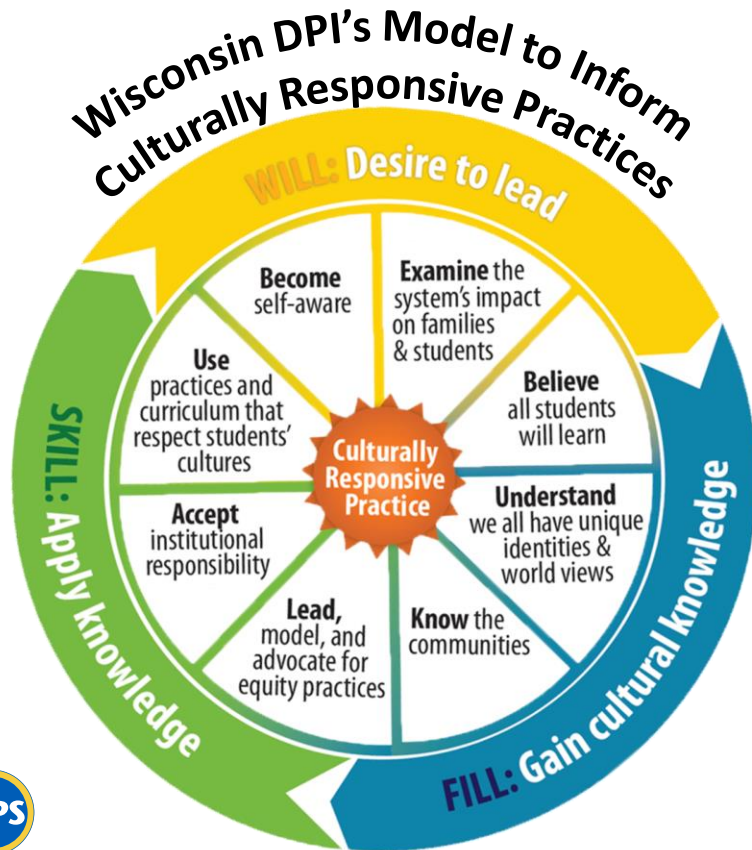 Wisconsin DPI's Model to Inform
Culturally Responsive Practices
WILL: Desire to lead
Become
self-aware
Examine the
system's impact
on families
& students
Believe
all students
will learn
Understand
we all have unique
identities &
world views
Know the
communities
Lead,
model, and
advocate for
equity practices
Accept
institutional
responsibility
Use
practices and
curriculum that
respect students'
cultures
Culturally
Responsive
Practice
FILL: Gain cultural knowledge
SKILL: Apply knowledge